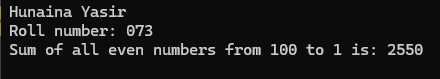 Hunaina Yasir
Roll number: 073
Sum of all even numbers from 100 to 1 is: 2550